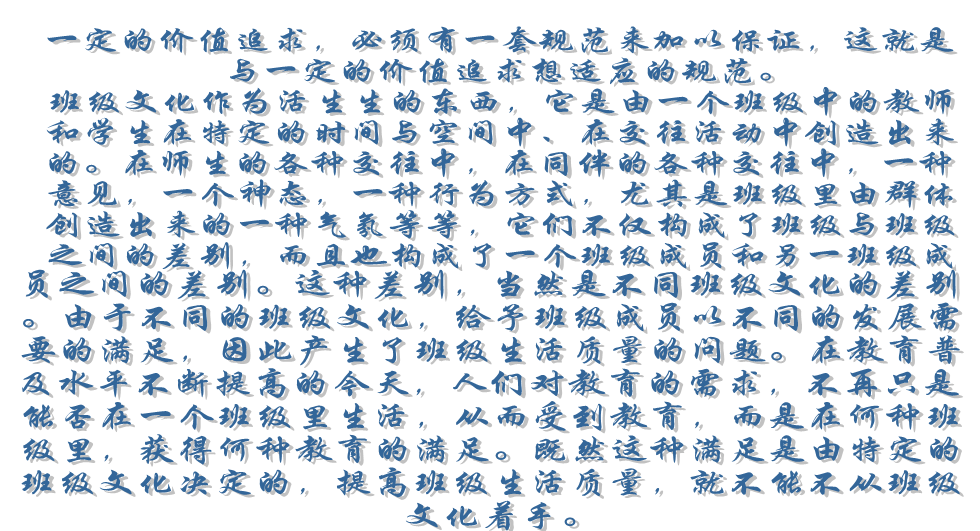 一定的价值追求，必须有一套规范来加以保证，这就是
与一定的价值追求想适应的规范。
班级文化作为活生生的东西，它是由一个班级中的教师
和学生在特定的时间与空间中、在交往活动中创造出来
的。在师生的各种交往中，在同伴的各种交往中，一种
意见，一个神态，一种行为方式，尤其是班级里由群体
创造出来的一种气氛等等，它们不仅构成了班级与班级
之间的差别，而且也构成了一个班级成员和另一班级成
员之间的差别。这种差别，当然是不同班级文化的差别
。由于不同的班级文化，给予班级成员以不同的发展需
要的满足，因此产生了班级生活质量的问题。在教育普
及水平不断提高的今天，人们对教育的需求，不再只是
能否在一个班级里生活，从而受到教育，而是在何种班
级里，获得何种教育的满足。既然这种满足是由特定的
班级文化决定的，提高班级生活质量，就不能不从班级
文化着手。